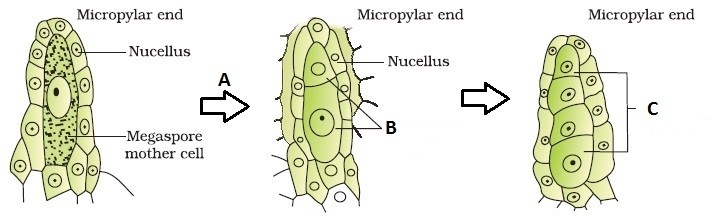 Micropylar end
Nucellus
Megaspore
mother cell
A
Micropylar end
Nucellus
B
Micropylar end
C